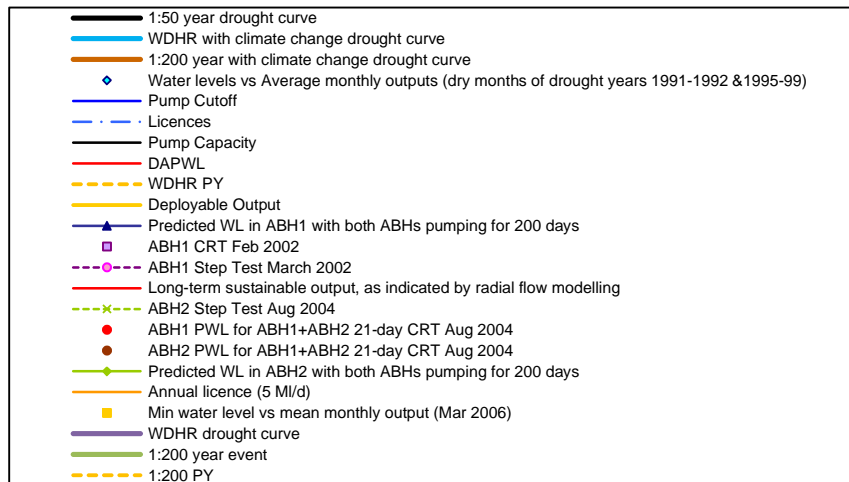 1:50 year drought curve
WDHR with climate change drought curve
1:200 year with climate change drought curve
Water levels vs Average monthly outputs (dry months of drought years 1991-1992 &1995-99)
Pump Cutoff
Licences
Pump Capacity
DAPWL
WDHR PY
Deployable Output
Predicted WL in ABH1 with both ABHs pumping for 200 days
ABH1 CRT Feb 2002
ABH1 Step Test March 2002
Long-term sustainable output, as indicated by radial flow modelling
ABH2 Step Test Aug 2004
ABH1 PWL for ABH1+ABH2 21-day CRT Aug 2004
ABH2 PWL for ABH1+ABH2 21-day CRT Aug 2004
Predicted WL in ABH2 with both ABHs pumping for 200 days
Annual licence (5 Ml/d)
Min water level vs mean monthly output (Mar 2006)
WDHR drought curve
1:200 year event
1:200 PY